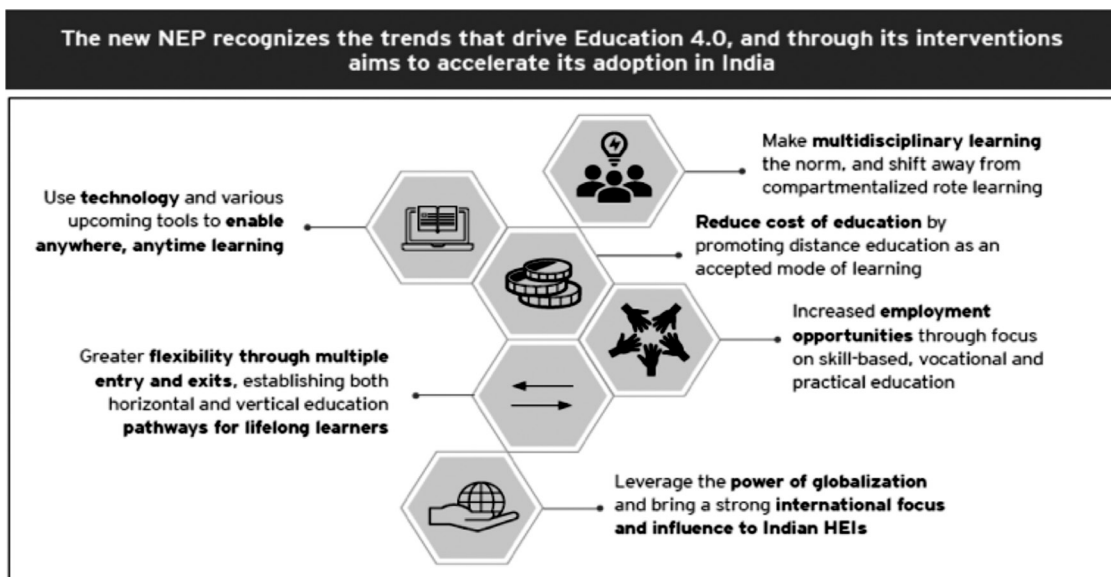 The new NEP recognizes the trends that drive Education 4.0, and through its interventions
aims to accelerate its adoption in India
Make multidisciplinary learning
the norm, and shift away from
compartmentalized rote learning
Use technology and various
upcoming tools to enable
anywhere, anytime learning
Reduce cost of education by
promoting distance education as an
accepted mode of learning
Increased employment
opportunities through focus
on skill-based, vocational and
practical education
Greater flexibility through multiple
entry and exits, establishing both
horizontal and vertical education
pathways for lifelong learners
Leverage the power of globalization
and bring a strong international focus
and influence to Indian HEIs